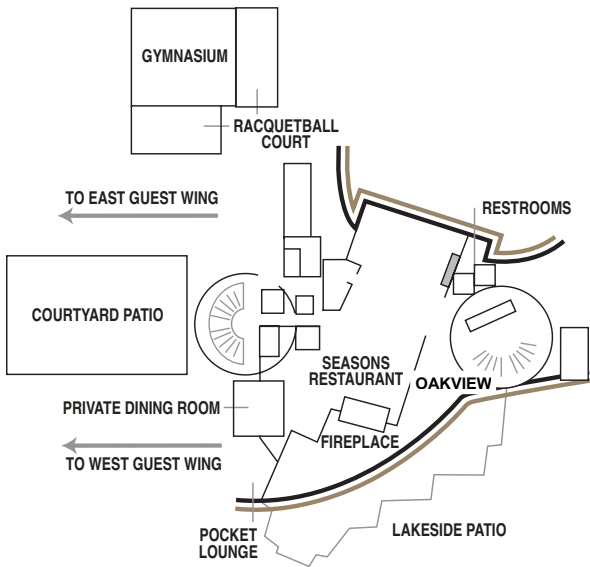 GYMNASIUM
RACQUETBALL
COURT
TO EAST GUEST WING
RESTROOMS
COURTYARD PATIO
SEASONS
RESTAURANT
OAKVIEW
PRIVATE DINING ROOM
FIREPLACE
TO WEST GUEST WING
POCKET
LOUNGE
LAKESIDE PATIO